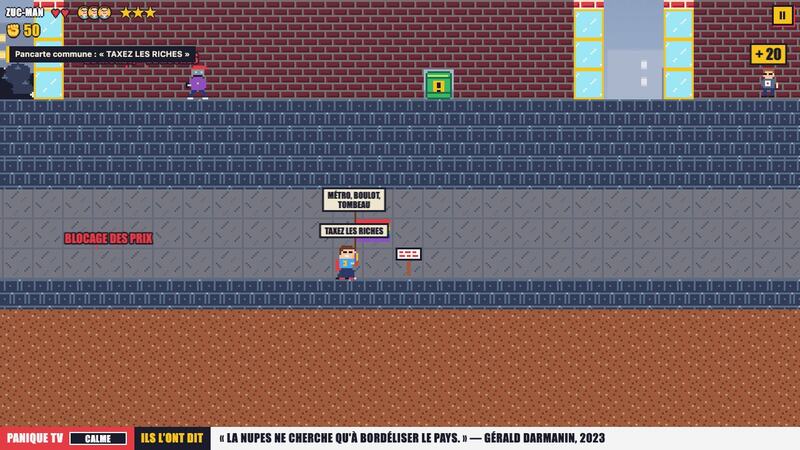 ZUC-MAN
50
Pancarte commune : « TAXEZ LES RICHES »
+ 20
MÉTRO, BOULOT,
TOMBEAU
TAXEZ LES RICHES
BLOCAGE DES PRIX
PANIQUE TV
CALME
ILS L'ONT DIT
« LA NUPES NE CHERCHE QU'À BORDÉLISER LE PAYS. » — GÉRALD DARMANIN, 2023